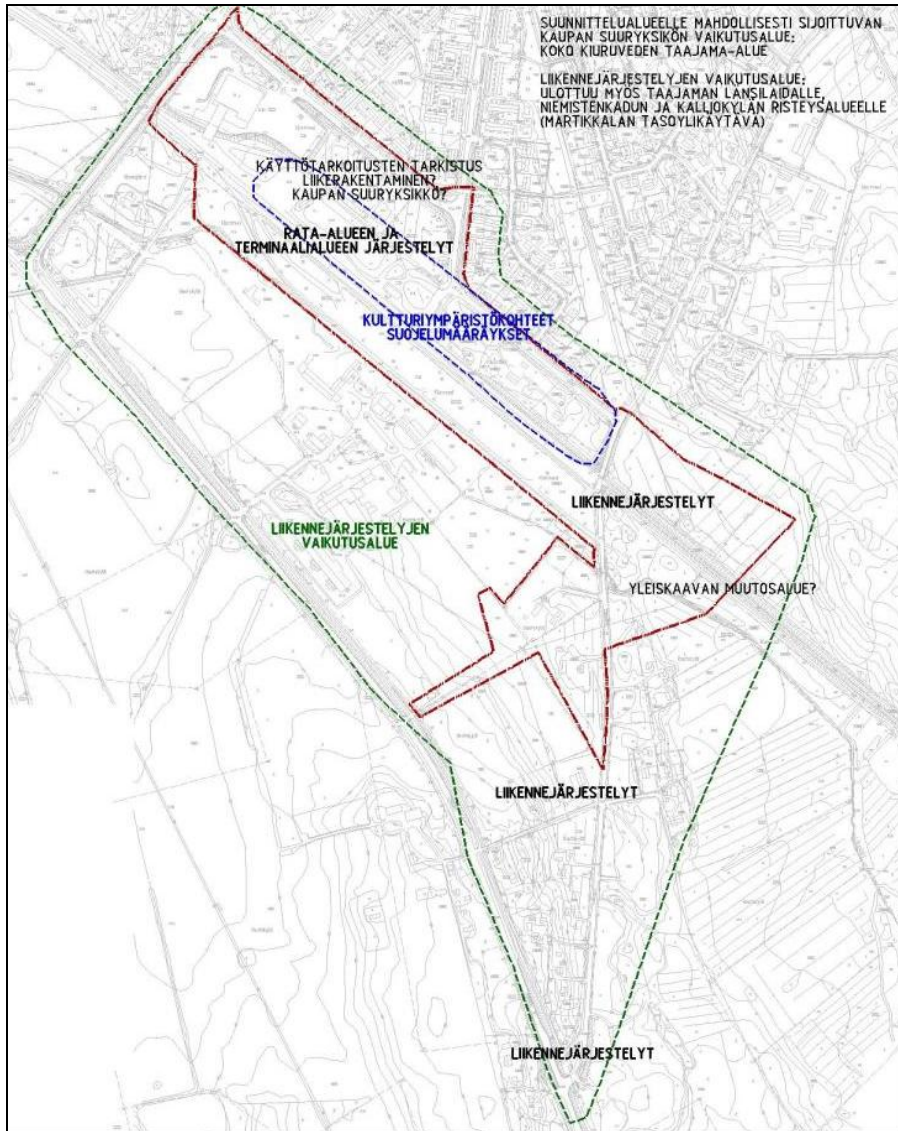 SUUNNITTELUALUEELLE MAHDOLLISESTI SIJOITTUVAN
KAUPAN SUURYKSIKÖN VAIKUTUSALUE:
KOKO KIURUVEDEN TAAJAMA-ALUE
LIIKENNEJÄRJESTELYJEN VAIKUTUSALUE:
ULOTTUU MYÖS TAAJAMAN LÄNSILAIDALLE,
NIEMISTENKADUN JA KALLIOKYLÄN RISTEYSALUEELLE
(MARTIKKALAN TASOYLIKÄYTÄVÄ)
KÄYTTÖTARKOITUSTEN TARKISTUS
LIIKERAKENTAMINEN?
KAUPAN SUURYKSIKKÖ?
RATA-ALUEEN JA
TERMINAALIALUEEN JÄRJESTELYT
KULTTURIYMPÄRISTÖKOHTEET
SUOJELUMÄÄRÄYKSET
LIIKENNEJÄRJESTELYT
LIIKENNEJÄRJESTELYJEN
VAIKUTUSALUE
YLEISKAAVAN MUUTOSALUE?
LIIKENNEJÄRJESTELYT
LIIKENNEJÄRJESTELYT